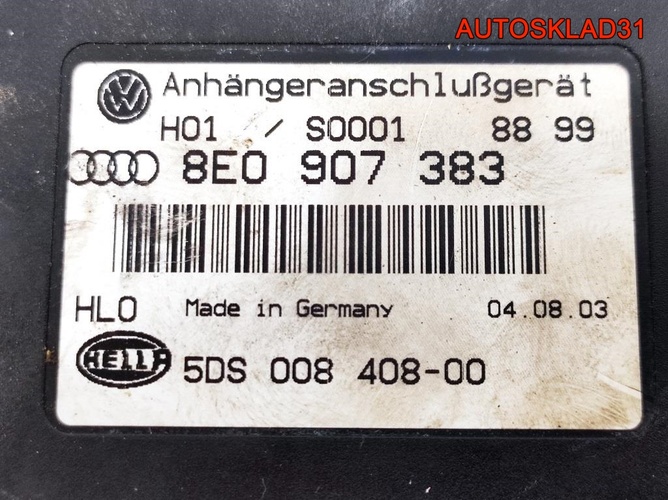 AUTOSKLAD31
Anhängeranschlußgerät
H01 / S0001 88 99
8E0 907 383
HLO Made in Germany 04.08.03
HELLA 5DS 008 408-00